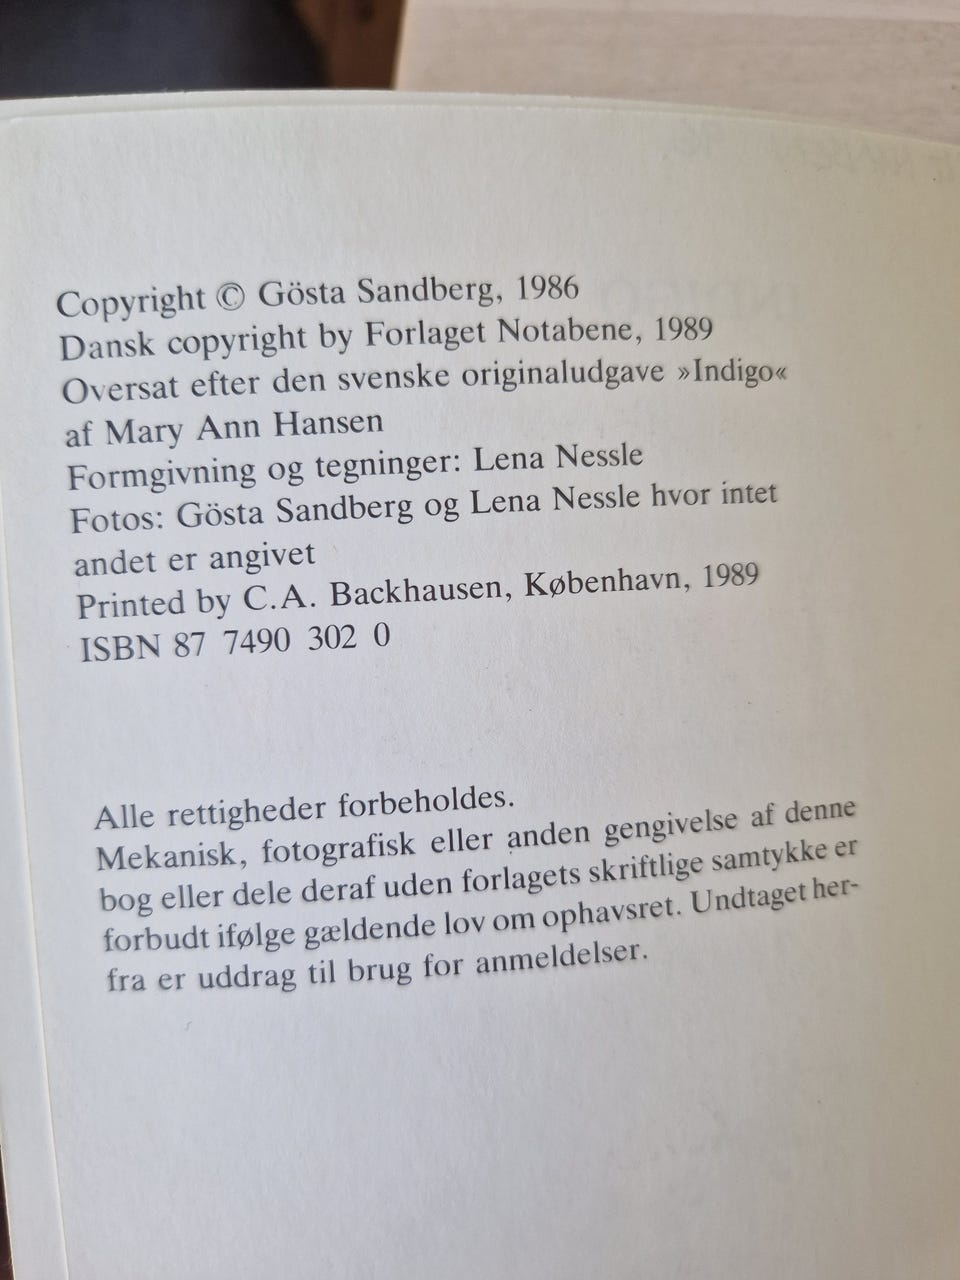 Copyright © Gösta Sandberg, 1986
Dansk copyright by Forlaget Notabene, 1989
Oversat efter den svenske originaludgave »Indigo«
af Mary Ann Hansen
Formgivning og tegninger: Lena Nessle
Fotos: Gösta Sandberg og Lena Nessle hvor intet
andet er angivet
Printed by C.A. Backhausen, København, 1989
ISBN 87 7490 302 0
Alle rettigheder forbeholdes.
Mekanisk, fotografisk eller anden gengivelse af denne
bog eller dele deraf uden forlagets skriftlige samtykke er
forbudt ifølge gældende lov om ophavsret. Undtaget her-
fra er uddrag til brug for anmeldelser.